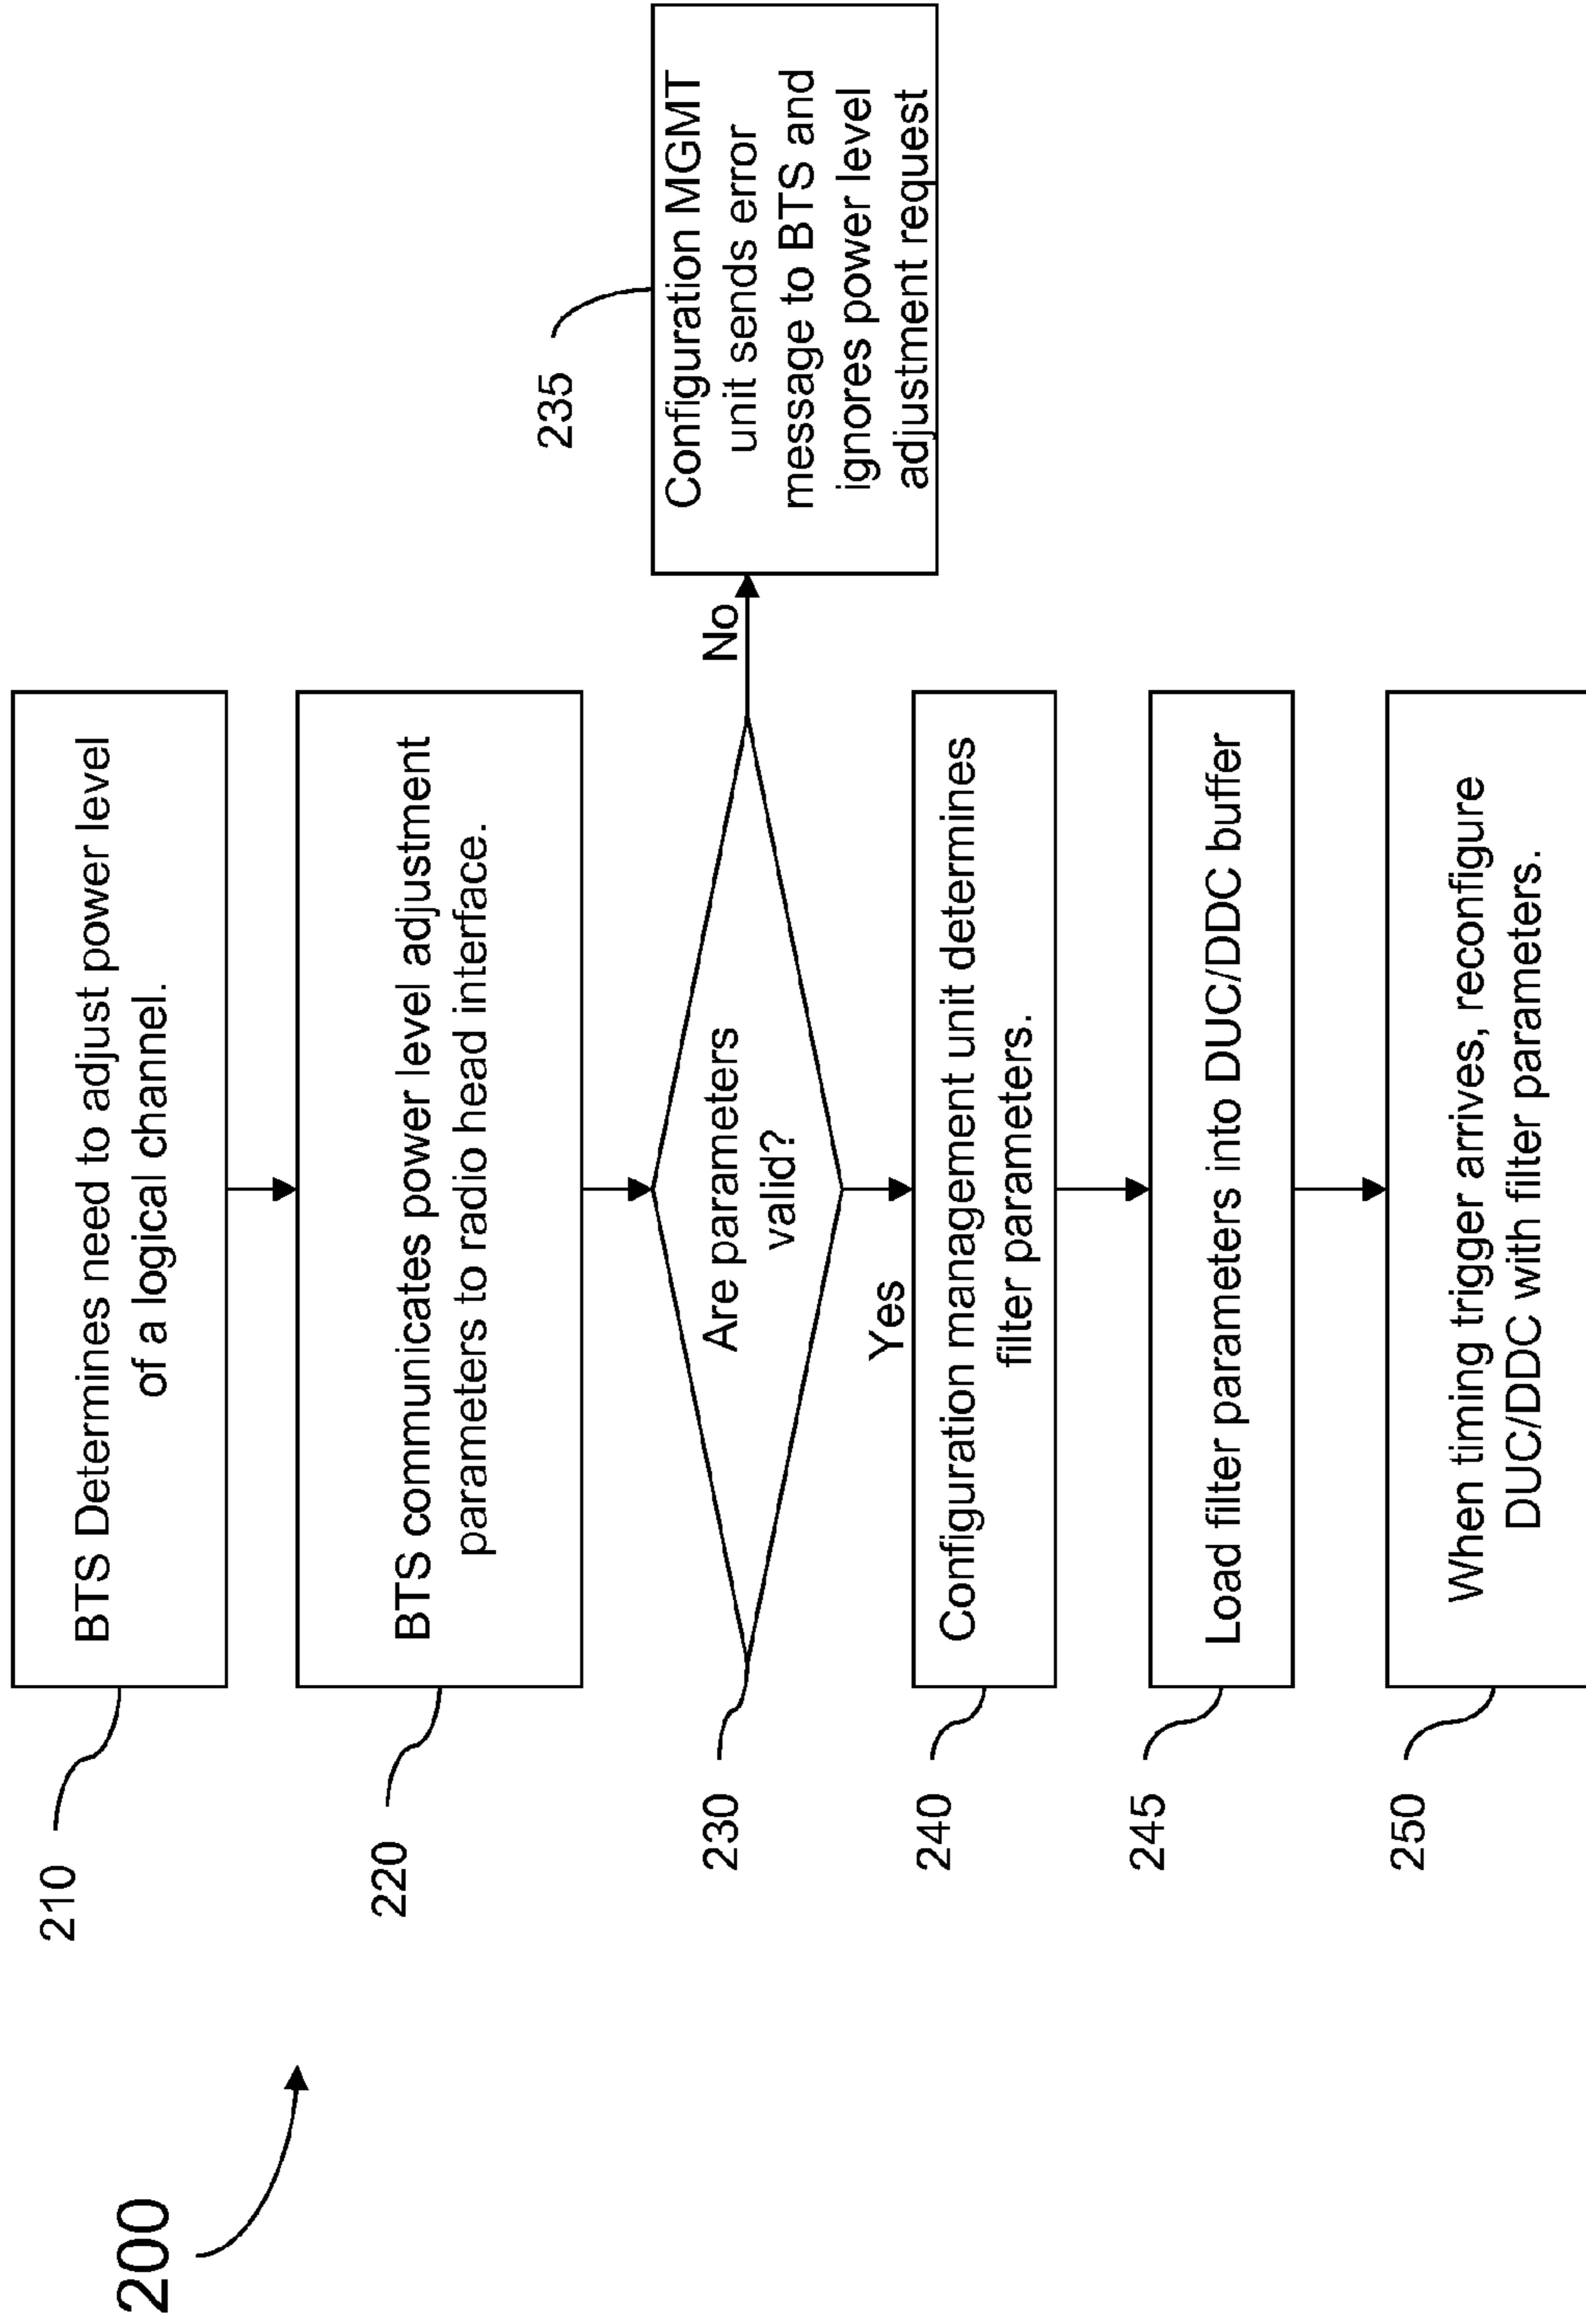 200
210
BTS Determines need to adjust power level
of a logical channel.
220
BTS communicates power level adjustment
parameters to radio head interface.
230
Are parameters
valid?
No
235
Configuration MGMT
unit sends error
message to BTS and
ignores power level
adjustment request
Yes
240
Configuration management unit determines
filter parameters.
245
Load filter parameters into DUC/DDC buffer
250
When timing trigger arrives, reconfigure
DUC/DDC with filter parameters.